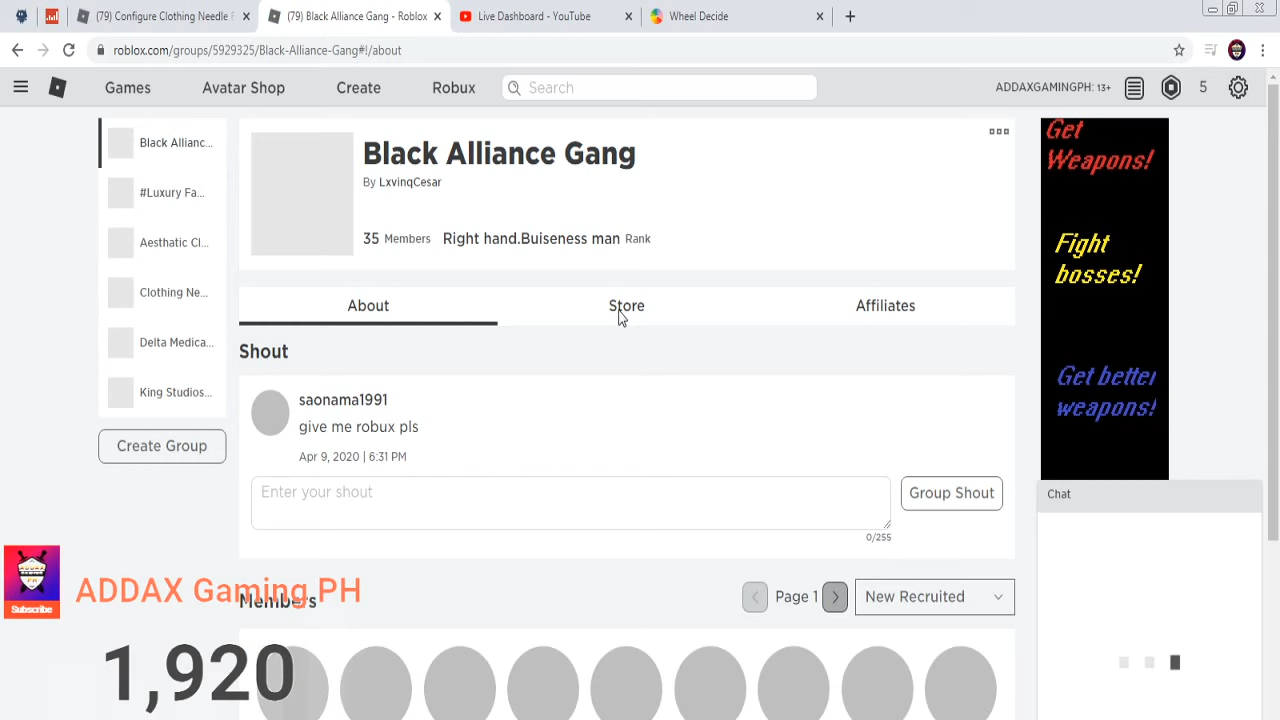 (79) Configure Clothing Needle F
(79) Black Alliance Gang - Roblox
Live Dashboard - YouTube
Wheel Decide
roblox.com/groups/5929325/Black-Alliance-Gang#!/about
Games
Avatar Shop
Create
Robux
Search
ADDAXGAMINGPH: 13+
5
Black Allianc...
#Luxury Fa...
Aesthatic Cl...
Clothing Ne...
Delta Medica...
King Studios...
Create Group
Black Alliance Gang
By LxvinqCesar
35 Members Right hand.Buiseness man Rank
About
Store
Affiliates
Shout
saonama1991
give me robux pls
Apr 9, 2020 | 6:31 PM
Enter your shout
Group Shout
0/255
Members
Page 1
New Recruited
Get
Weapons!
Fight
bosses!
Get better
weapons!
Chat
ADDAX
GAMING
PH
Subscribe
ADDAX Gaming PH
1,920